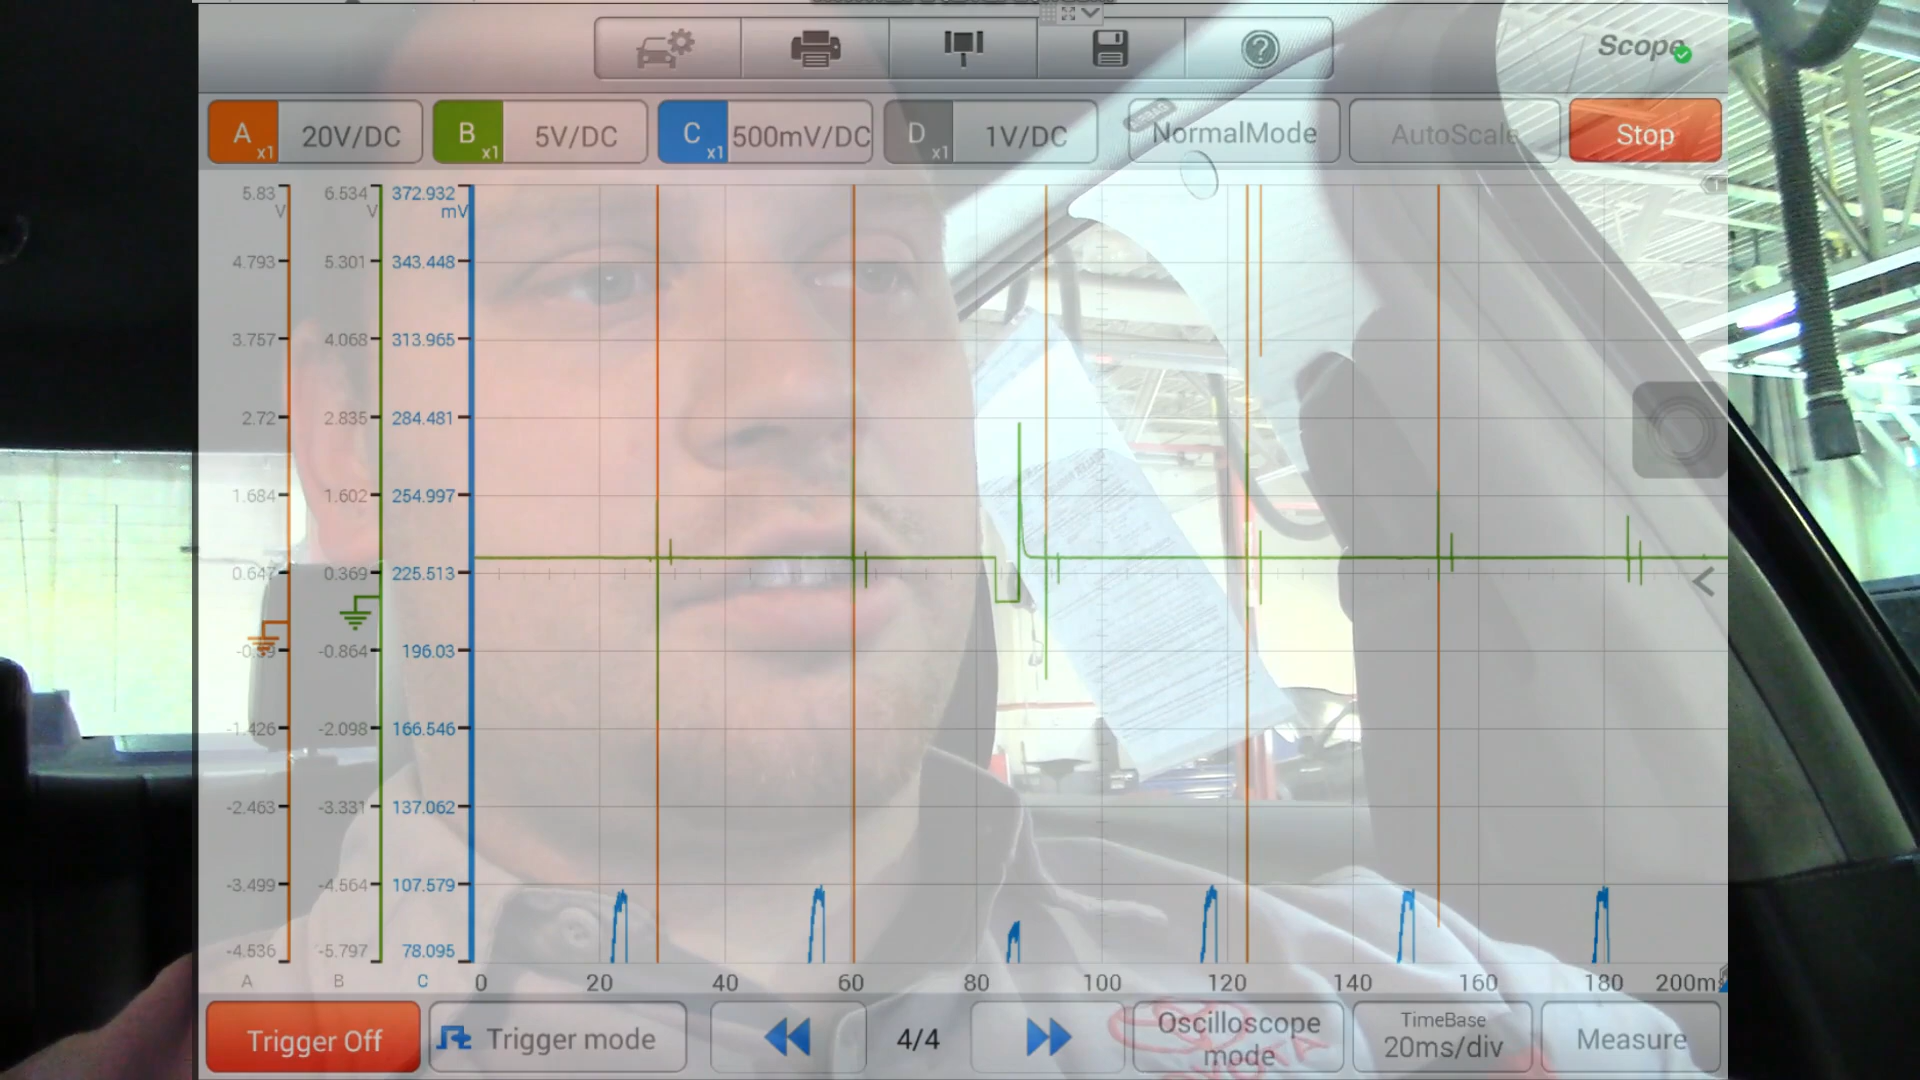 Scope
A x1 20V/DC B x1 5V/DC C x1 500mV/DC D x1 1V/DC NormalMode AutoScale Stop
5.83 6.534 372.932
V V mV
4.793 5.301 343.448
3.757 4.068 313.965
2.72 2.835 284.481
1.684 1.602 254.997
0.647 0.369 225.513
-0.39 -0.864 196.03
-1.426 -2.098 166.546
-2.463 -3.331 137.062
-3.499 -4.564 107.579
-4.536 -5.797 78.095
A B C 0 20 40 60 80 100 120 140 160 180 200ms
Trigger Off Trigger mode 4/4 Oscilloscope mode TimeBase 20ms/div Measure